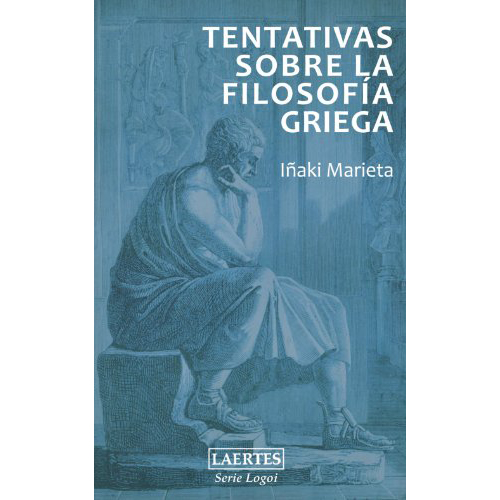 TENTATIVAS
SOBRE LA
FILOSOFÍA
GRIEGA
Iñaki Marieta
LAERTES
Serie Logoi